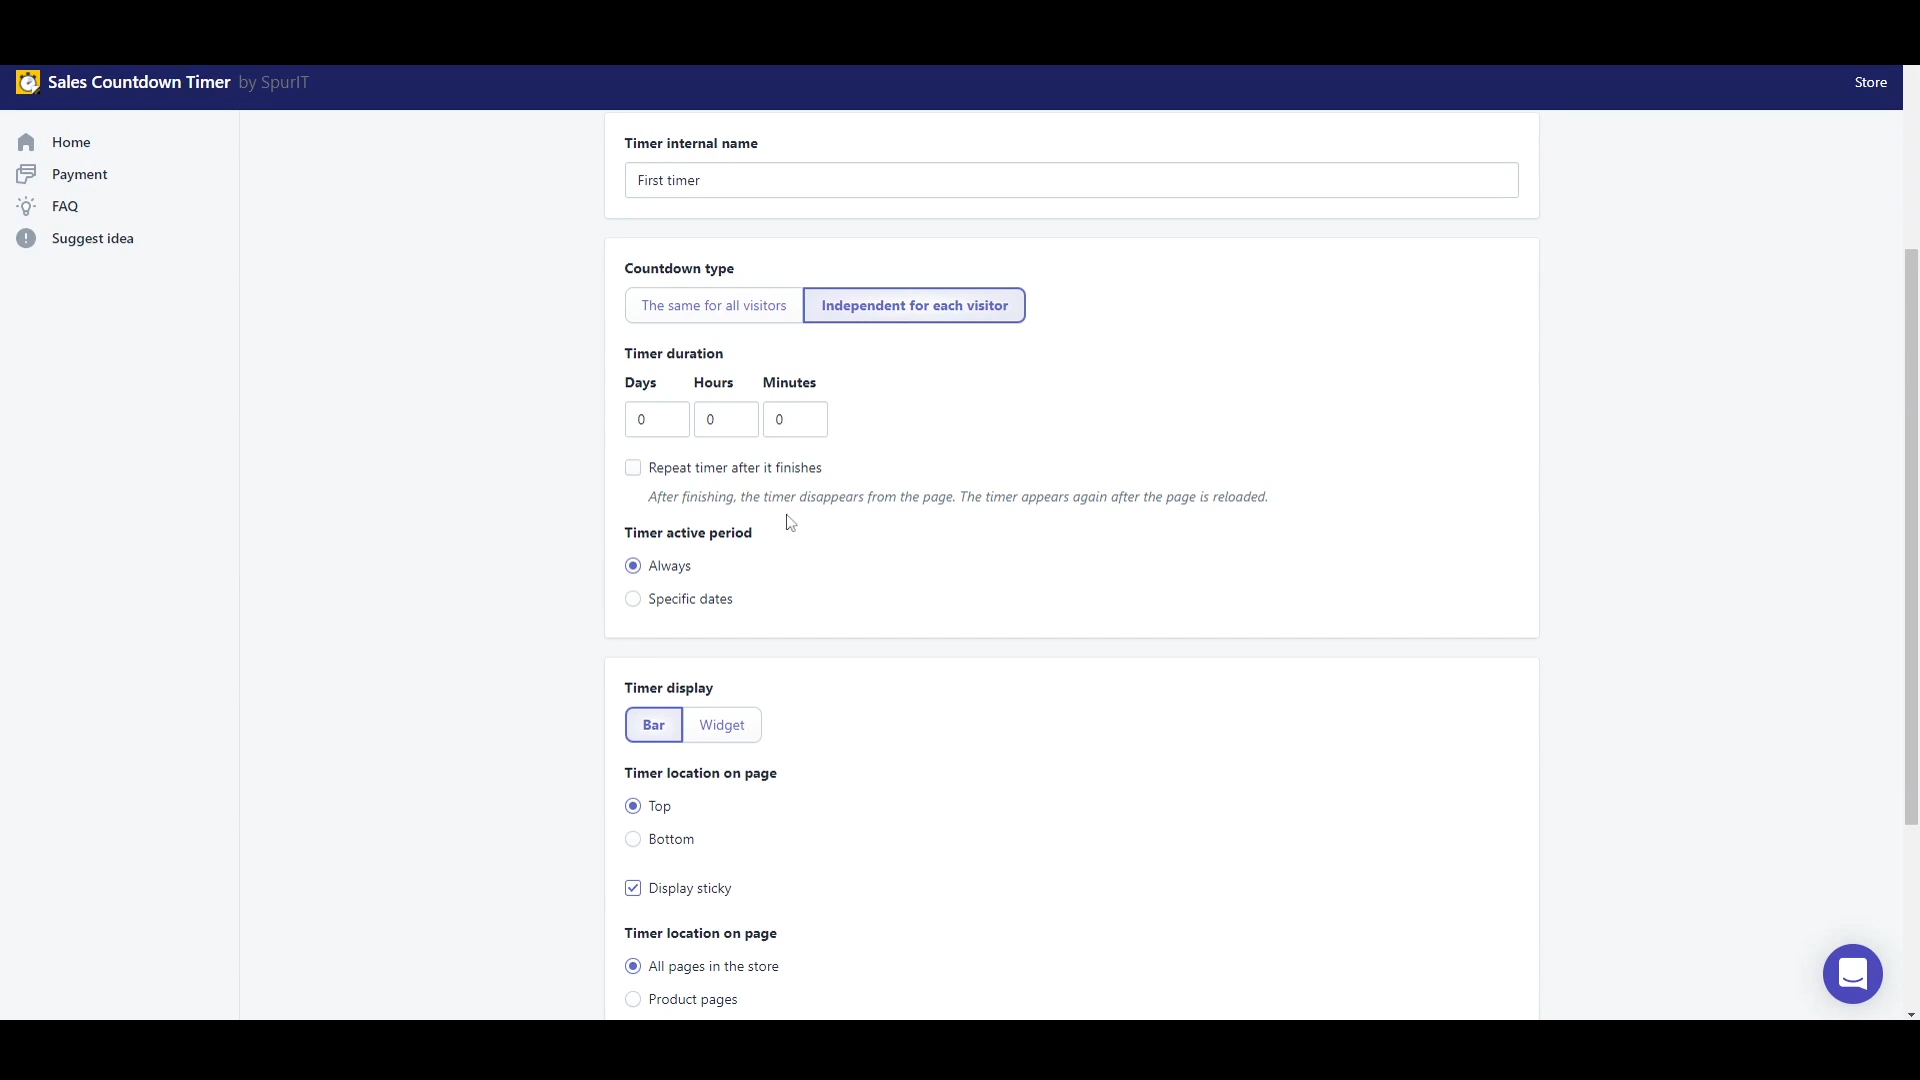 Sales Countdown Timer by SpurIT
Store
Home
Payment
FAQ
Suggest idea
Timer internal name
First timer
Countdown type
The same for all visitors
Independent for each visitor
Timer duration
Days Hours Minutes
0 0 0
Repeat timer after it finishes
After finishing, the timer disappears from the page. The timer appears again after the page is reloaded.
Timer active period
Always
Specific dates
Timer display
Bar Widget
Timer location on page
Top
Bottom
Display sticky
Timer location on page
All pages in the store
Product pages